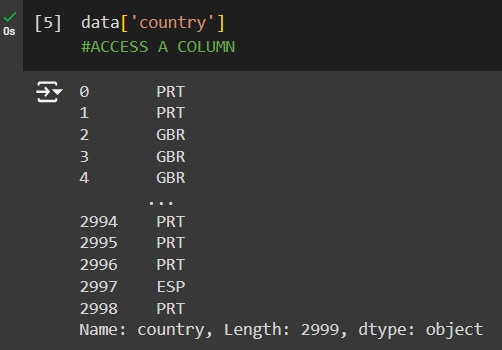 [5] data['country']
#ACCESS A COLUMN
0s
0 PRT
1 PRT
2 GBR
3 GBR
4 GBR
...
2994 PRT
2995 PRT
2996 PRT
2997 ESP
2998 PRT
Name: country, Length: 2999, dtype: object